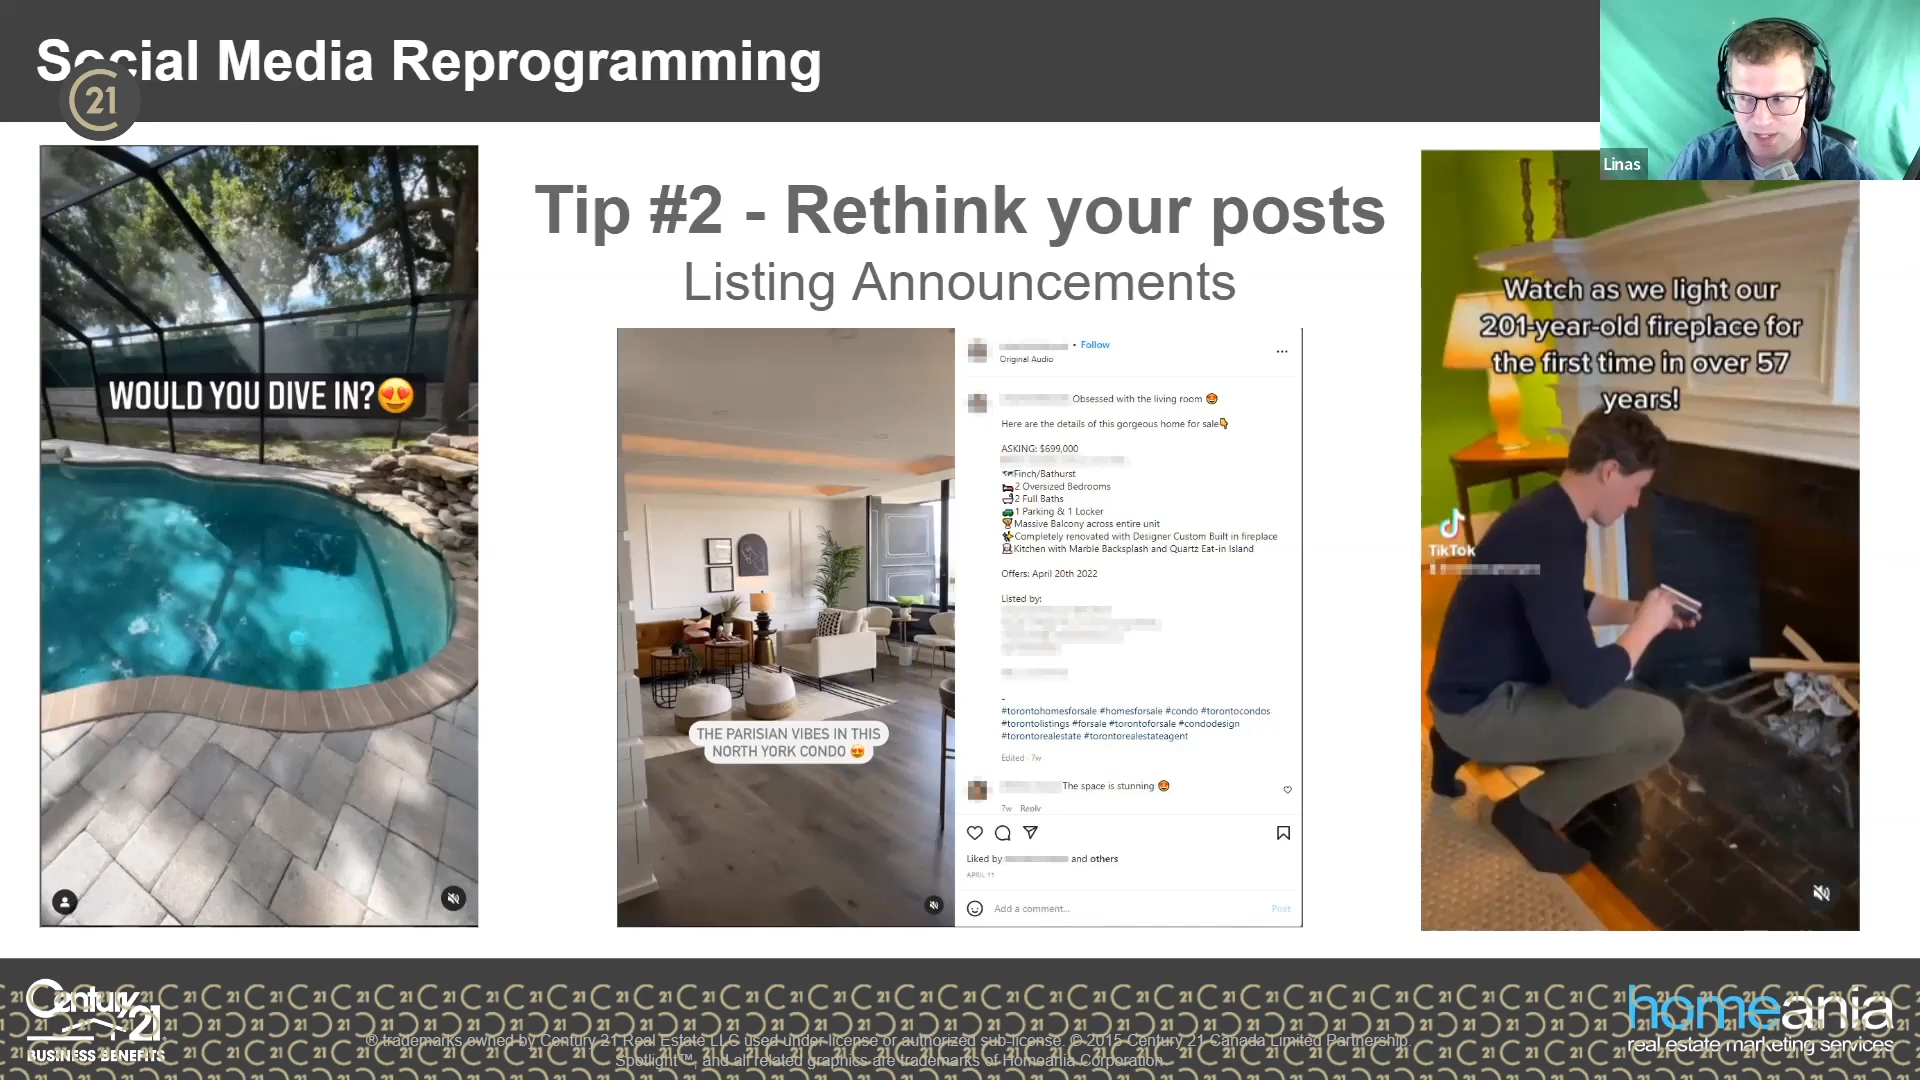 Social Media Reprogramming
21
Linas
Tip #2 - Rethink your posts
Listing Announcements
WOULD YOU DIVE IN?😍
THE PARISIAN VIBES IN THIS
NORTH YORK CONDO 😍
• Follow
Original Audio
Obsessed with the living room 🤩
Here are the details of this gorgeous home for sale👇
ASKING: $699,000
🗺Finch/Bathurst
🛌2 Oversized Bedrooms
🛁2 Full Baths
🚙1 Parking & 1 Locker
🏆Massive Balcony across entire unit
✨Completely renovated with Designer Custom Built in fireplace
Kitchen with Marble Backsplash and Quartz Eat-in Island
Offers: April 20th 2022
Listed by:
-
#torontohomesforsale #homesforsale #condo #torontocondos
#torontolistings #forsale #torontoforsale #condodesign
#torontorealestate #torontorealestateagent
Edited · 7w
The space is stunning 🤩
7w Reply
Liked by and others
APRIL 11
Add a comment... Post
Watch as we light our
201-year-old fireplace for
the first time in over 57
years!
TikTok
Century 21
BUSINESS BENEFITS
® trademarks owned by Century 21 Real Estate LLC used under license or authorized sub-license. © 2015 Century 21 Canada Limited Partnership.
Spotlight™, and all related graphics are trademarks of Homeania Corporation
homeania
real estate marketing services